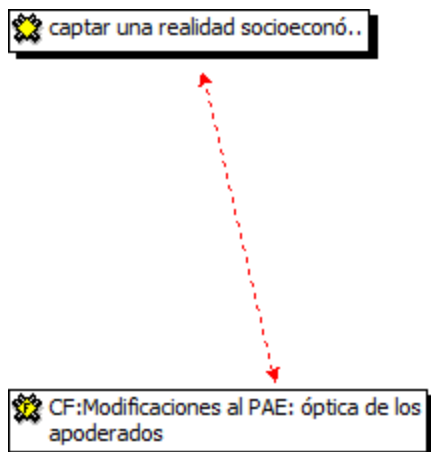 captar una realidad socioeconó..
CF:Modificaciones al PAE: óptica de los
apoderados